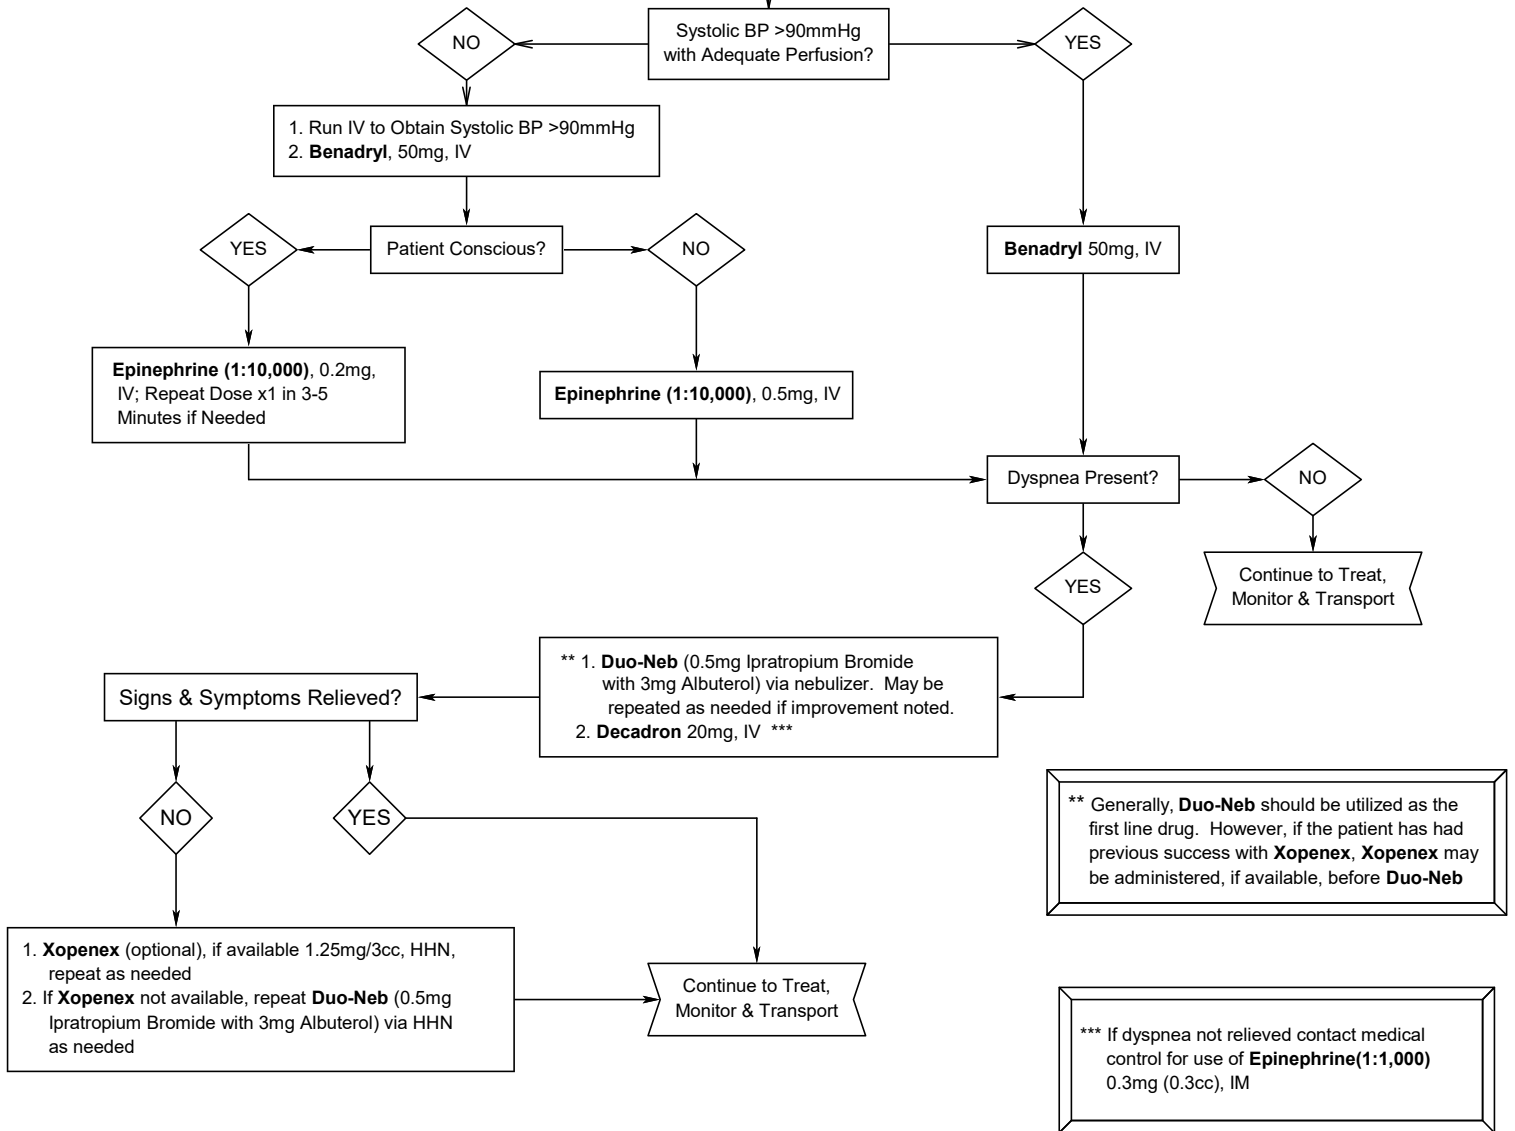 Systolic BP >90mmHg
with Adequate Perfusion?
NO
YES
1. Run IV to Obtain Systolic BP >90mmHg
2. Benadryl, 50mg, IV
YES
Patient Conscious?
NO
Benadryl 50mg, IV
Epinephrine (1:10,000), 0.2mg,
IV; Repeat Dose x1 in 3-5
Minutes if Needed
Epinephrine (1:10,000), 0.5mg, IV
Dyspnea Present?
NO
YES
Continue to Treat,
Monitor & Transport
** 1. Duo-Neb (0.5mg Ipratropium Bromide
with 3mg Albuterol) via nebulizer. May be
repeated as needed if improvement noted.
2. Decadron 20mg, IV ***
Signs & Symptoms Relieved?
NO
YES
** Generally, Duo-Neb should be utilized as the
first line drug. However, if the patient has had
previous success with Xopenex, Xopenex may
be administered, if available, before Duo-Neb
1. Xopenex (optional), if available 1.25mg/3cc, HHN,
repeat as needed
2. If Xopenex not available, repeat Duo-Neb (0.5mg
Ipratropium Bromide with 3mg Albuterol) via HHN
as needed
Continue to Treat,
Monitor & Transport
*** If dyspnea not relieved contact medical
control for use of Epinephrine(1:1,000)
0.3mg (0.3cc), IM